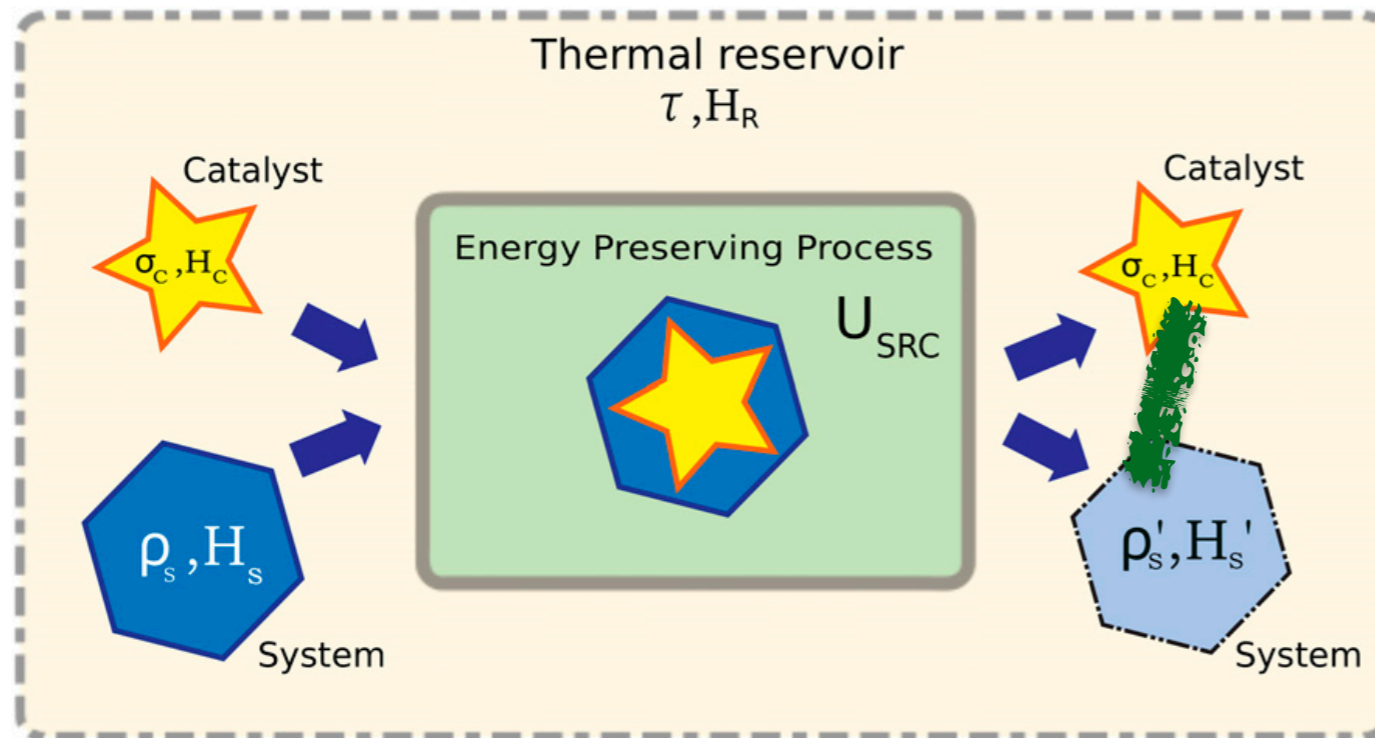 Thermal reservoir
τ ,H_R
Catalyst
σ_C ,H_C
Energy Preserving Process
U_SRC
Catalyst
σ_C ,H_C
ρ_s ,H_s
System
ρ_s' ,H_s'
System